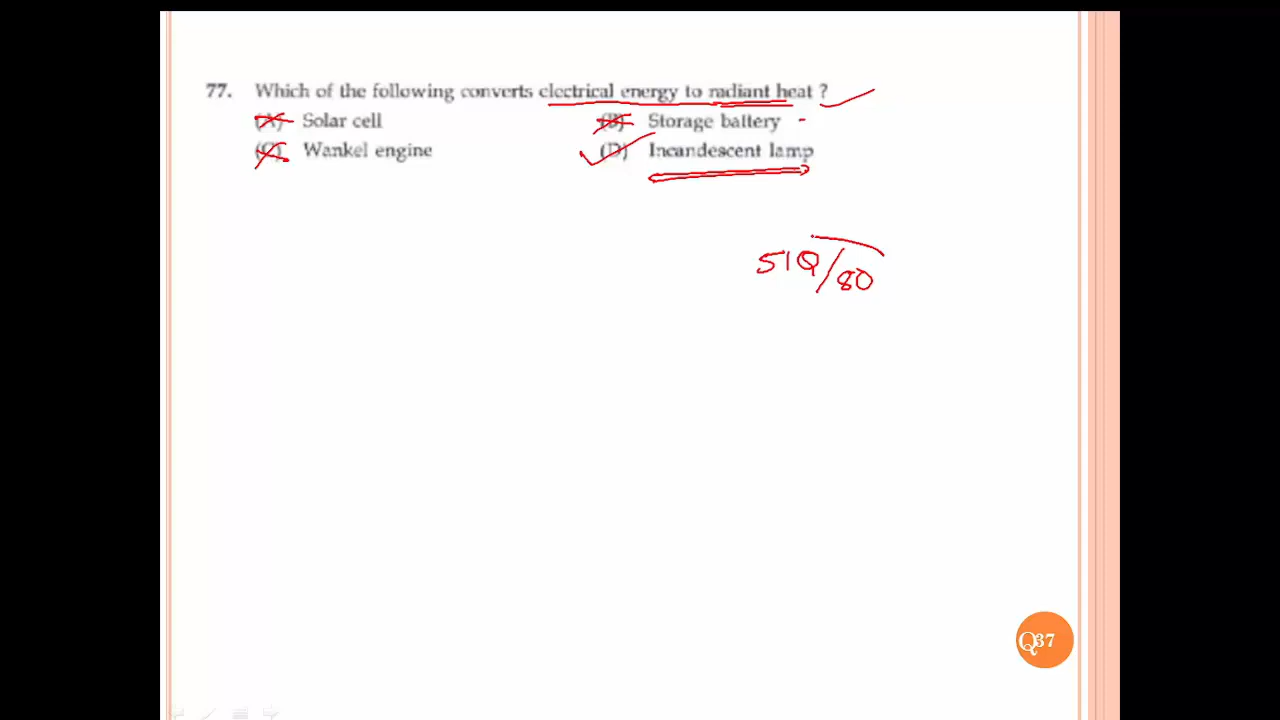 77. Which of the following converts electrical energy to radiant heat ?
(A) Solar cell (B) Storage battery
(C) Wankel engine (D) Incandescent lamp
51Q/80
Q37